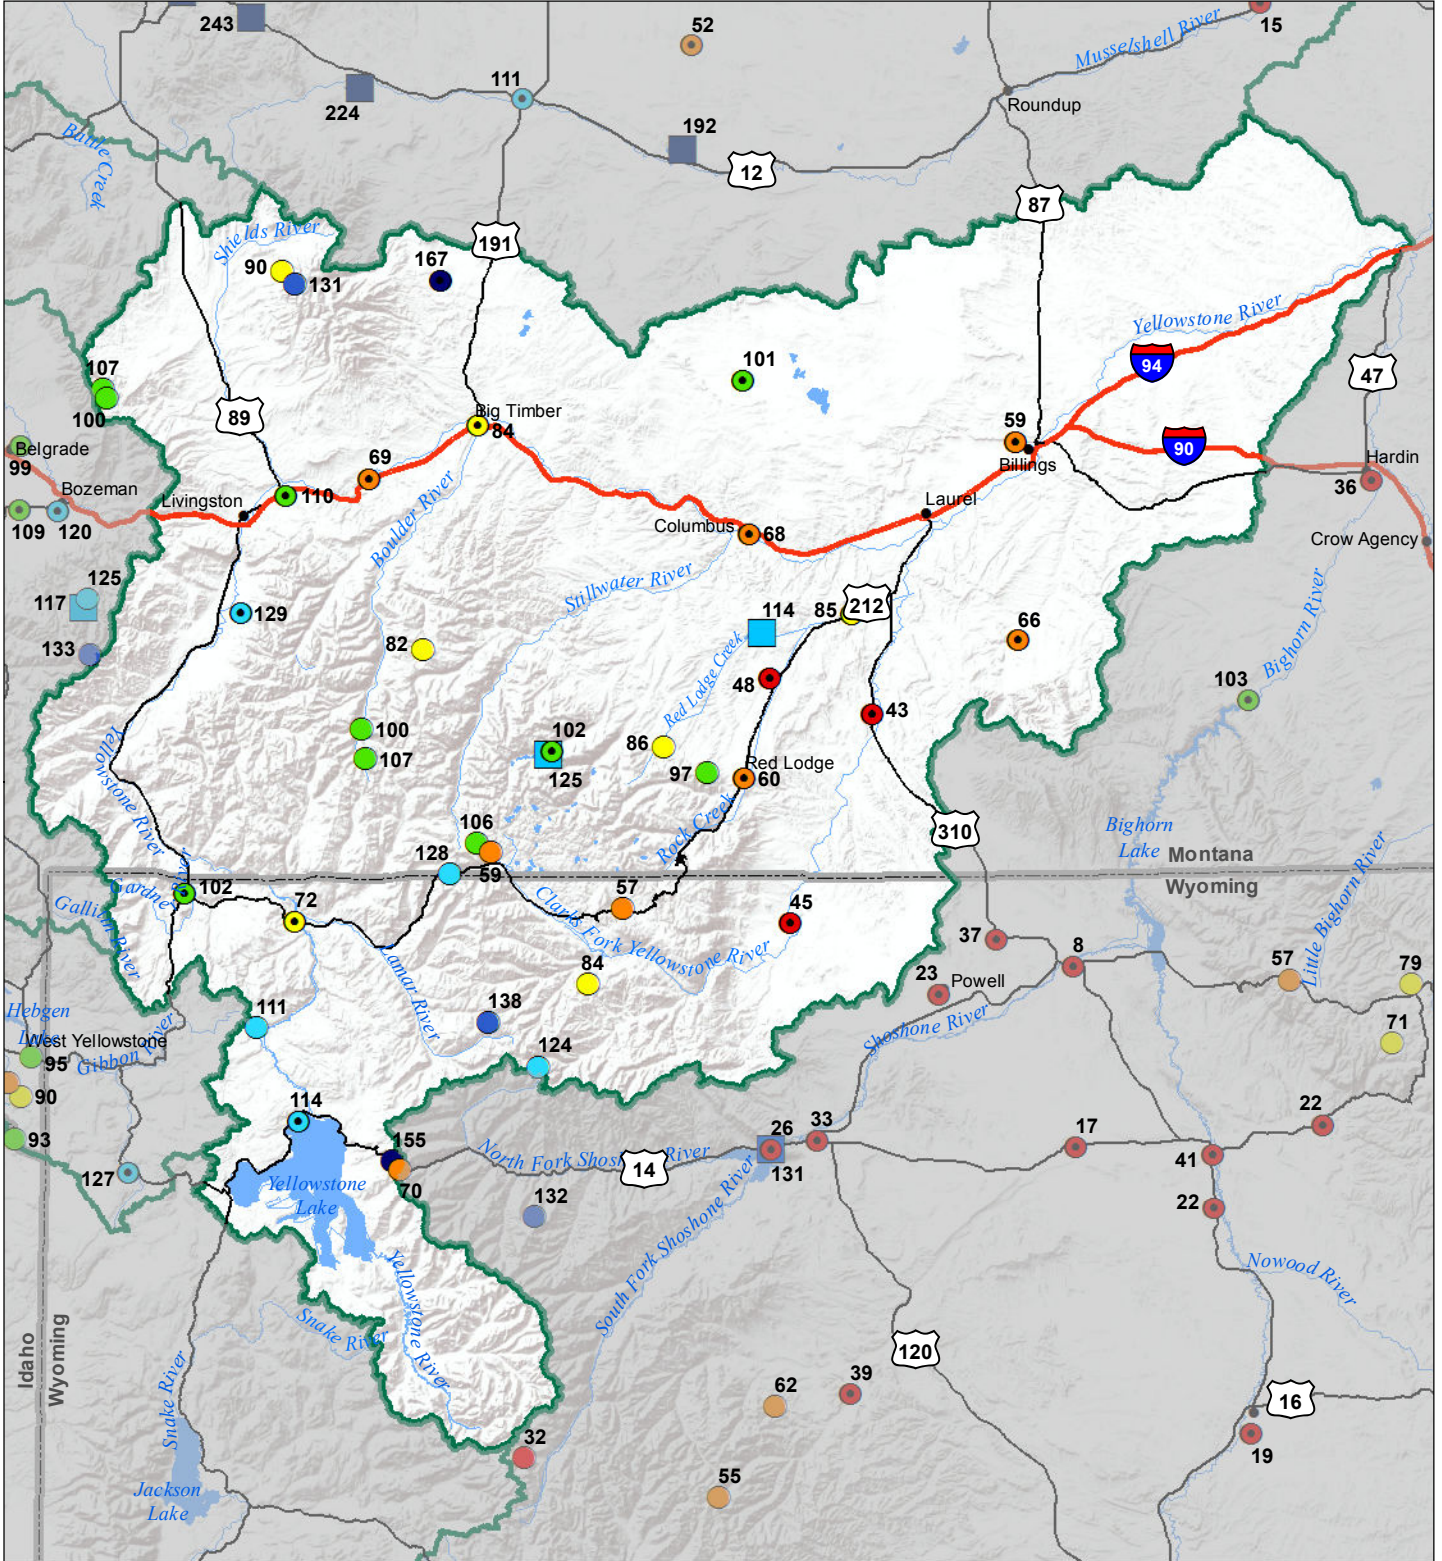 243
52
15
Musselshell River
224
111
Roundup
192
12
Battle Creek
87
191
Shields River
90
131
167
Yellowstone River
94
47
107
100
101
89
Big Timber
84
59
Billings
90
Hardin
36
Belgrade
99
Bozeman
109
120
Livingston
110
69
Boulder River
Columbus
68
Laurel
Crow Agency
125
117
133
129
82
Stillwater River
114
85
212
66
Bighorn River
103
Red Lodge Creek
48
43
100
107
102
125
86
97
Red Lodge
60
Yellowstone River
106
59
128
Rock Creek
310
Bighorn
Lake
Montana
Wyoming
Little Bighorn River
Gardner River
102
Gallatin River
72
57
Clarks Fork Yellowstone River
45
37
8
57
79
71
Lamar River
84
138
23
Powell
Shoshone River
Hebgen
Lake
West Yellowstone
95
Gibbon River
90
93
111
124
114
155
70
127
Yellowstone
Lake
North Fork Shoshone River
14
26
131
33
17
22
41
22
132
South Fork Shoshone River
Nowood River
Yellowstone River
Snake River
Idaho
Wyoming
Snake River
120
62
39
16
19
32
55
Jackson
Lake